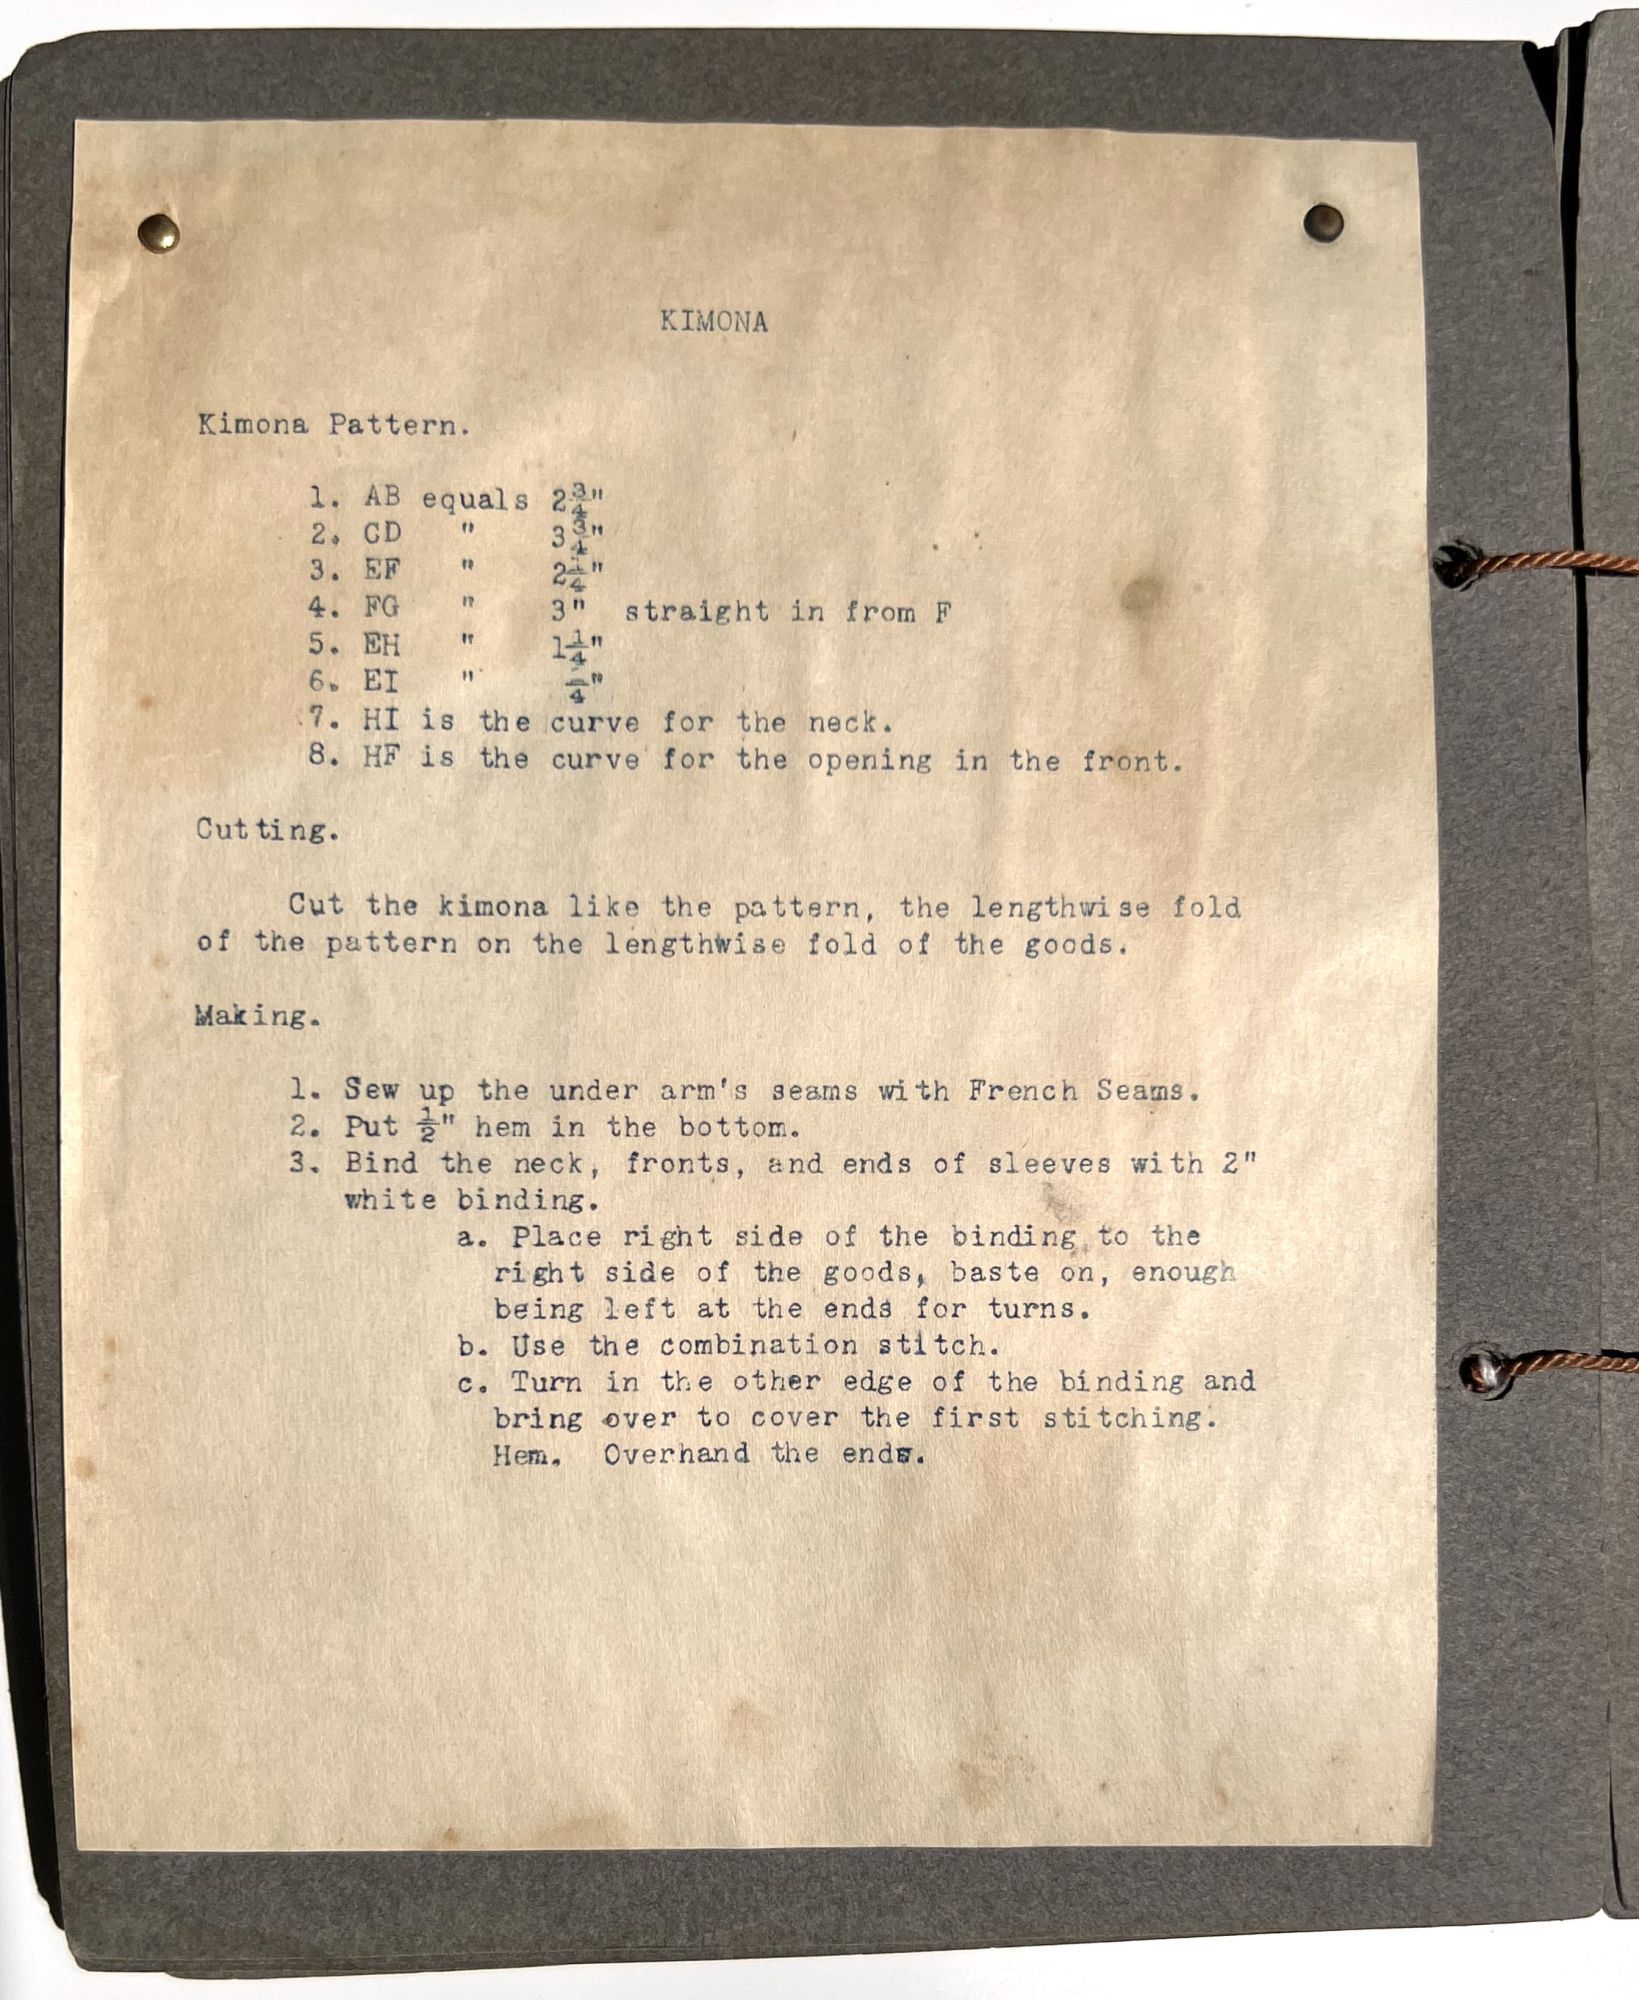 KIMONA
Kimona Pattern.
1. AB equals 2 3/4"
2. CD " 3 3/4"
3. EF " 2 1/4"
4. FG " 3" straight in from F
5. EH " 1 1/4"
6. EI " /4"
7. HI is the curve for the neck.
8. HF is the curve for the opening in the front.
Cutting.
Cut the kimona like the pattern, the lengthwise fold
of the pattern on the lengthwise fold of the goods.
Making.
1. Sew up the under arm's seams with French Seams.
2. Put 1/2" hem in the bottom.
3. Bind the neck, fronts, and ends of sleeves with 2"
white binding.
a. Place right side of the binding to the
right side of the goods, baste on, enough
being left at the ends for turns.
b. Use the combination stitch.
c. Turn in the other edge of the binding and
bring over to cover the first stitching.
Hem. Overhand the ends.